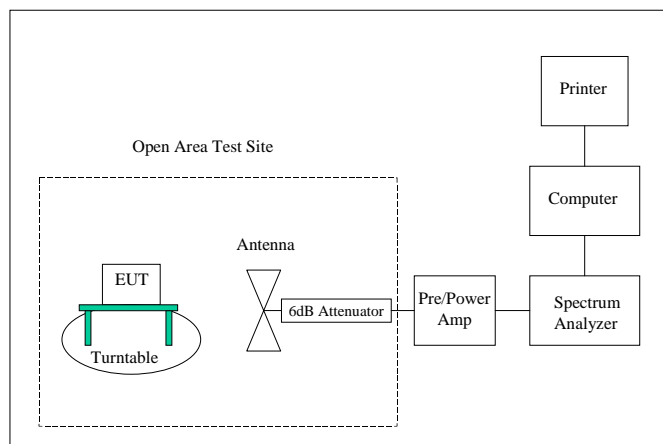 Printer
Open Area Test Site
Computer
Antenna
EUT
6dB Attenuator
Pre/Power
Amp
Spectrum
Analyzer
Turntable